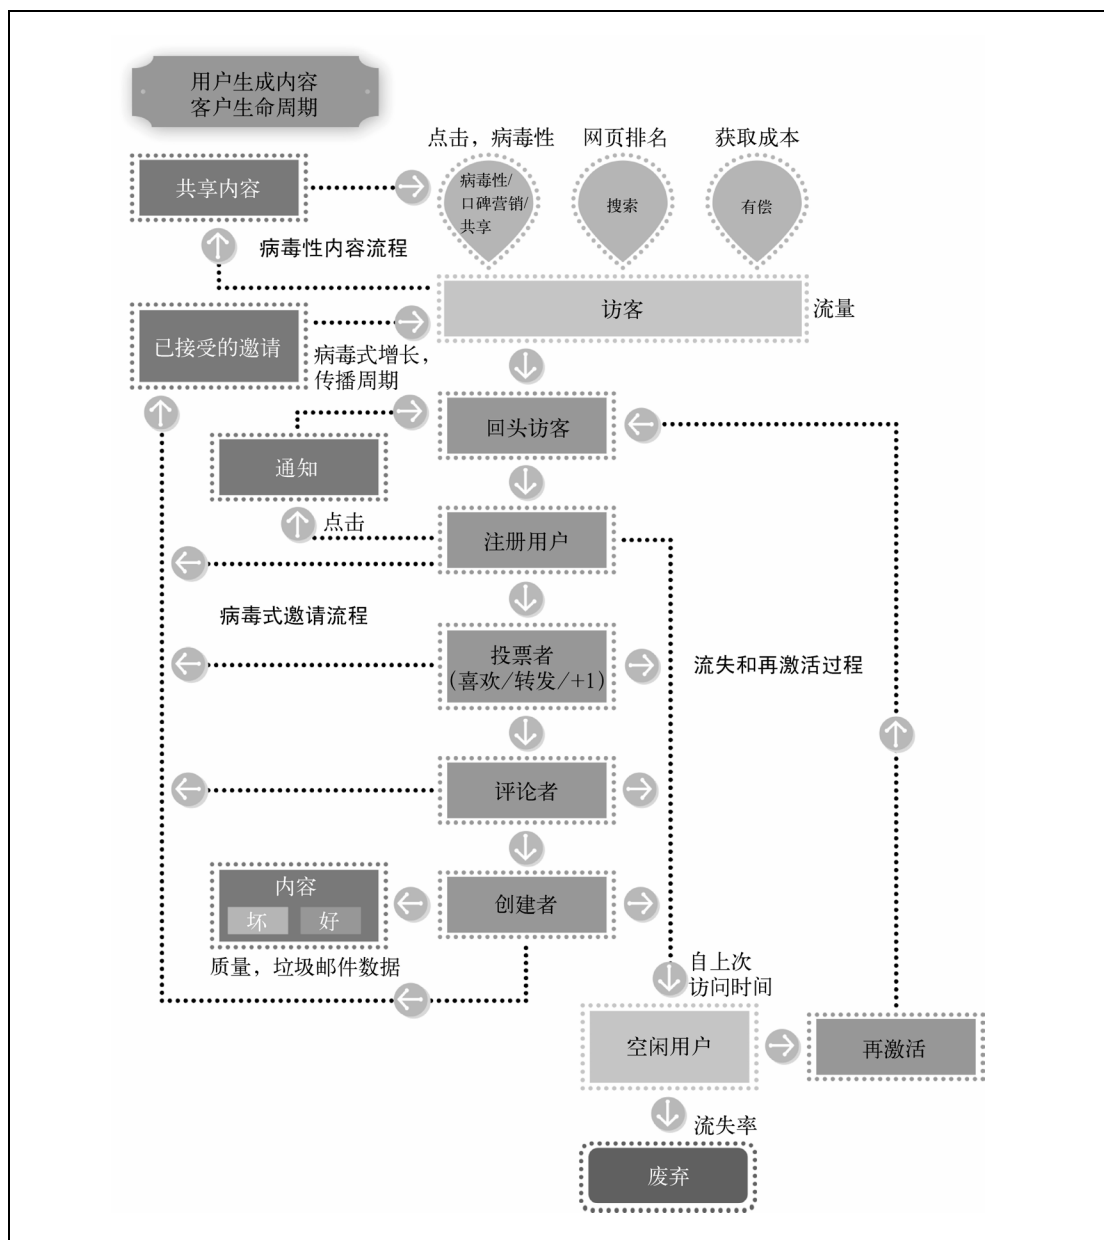 用户生成内容
客户生命周期
点击，病毒性
网页排名
获取成本
共享内容
病毒性/
口碑营销/
共享
搜索
有偿
病毒性内容流程
访客
流量
已接受的邀请
病毒式增长，
传播周期
回头访客
通知
点击
注册用户
病毒式邀请流程
投票者
（喜欢/转发/+1）
流失和再激活过程
评论者
内容
坏
好
创建者
质量，垃圾邮件数据
自上次
访问时间
空闲用户
再激活
流失率
废弃